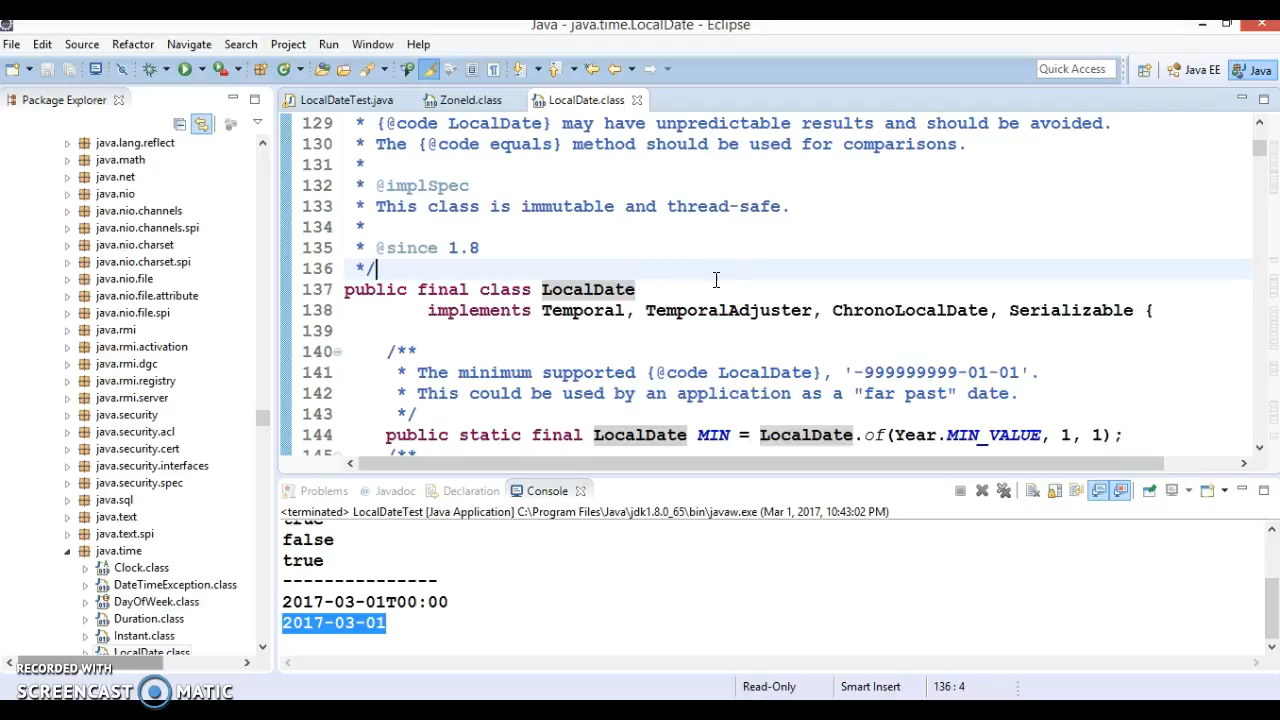 Java - java.time.LocalDate - Eclipse
File Edit Source Refactor Navigate Search Project Run Window Help
Quick Access
Java EE
Java
Package Explorer
java.lang.reflect
java.math
java.net
java.nio
java.nio.channels
java.nio.channels.spi
java.nio.charset
java.nio.charset.spi
java.nio.file
java.nio.file.attribute
java.nio.file.spi
java.rmi
java.rmi.activation
java.rmi.dgc
java.rmi.registry
java.rmi.server
java.security
java.security.acl
java.security.cert
java.security.interfaces
java.security.spec
java.sql
java.text
java.text.spi
java.time
Clock.class
DateTimeException.class
DayOfWeek.class
Duration.class
Instant.class
LocalDate.class
LocalDateTest.java ZoneId.class LocalDate.class
129 * {@code LocalDate} may have unpredictable results and should be avoided.
130 * The {@code equals} method should be used for comparisons.
131 *
132 * @implSpec
133 * This class is immutable and thread-safe.
134 *
135 * @since 1.8
136 */
137 public final class LocalDate
138 implements Temporal, TemporalAdjuster, ChronoLocalDate, Serializable {
139
140 /**
141 * The minimum supported {@code LocalDate}, '-999999999-01-01'.
142 * This could be used by an application as a "far past" date.
143 */
144 public static final LocalDate MIN = LocalDate.of(Year.MIN_VALUE, 1, 1);
145 /**
Problems Javadoc Declaration Console
<terminated> LocalDateTest [Java Application] C:\Program Files\Java\jdk1.8.0_65\bin\javaw.exe (Mar 1, 2017, 10:43:02 PM)
true
false
true
---------------
2017-03-01T00:00
2017-03-01
Read-Only Smart Insert 136 : 4
RECORDED WITH
SCREENCAST MATIC